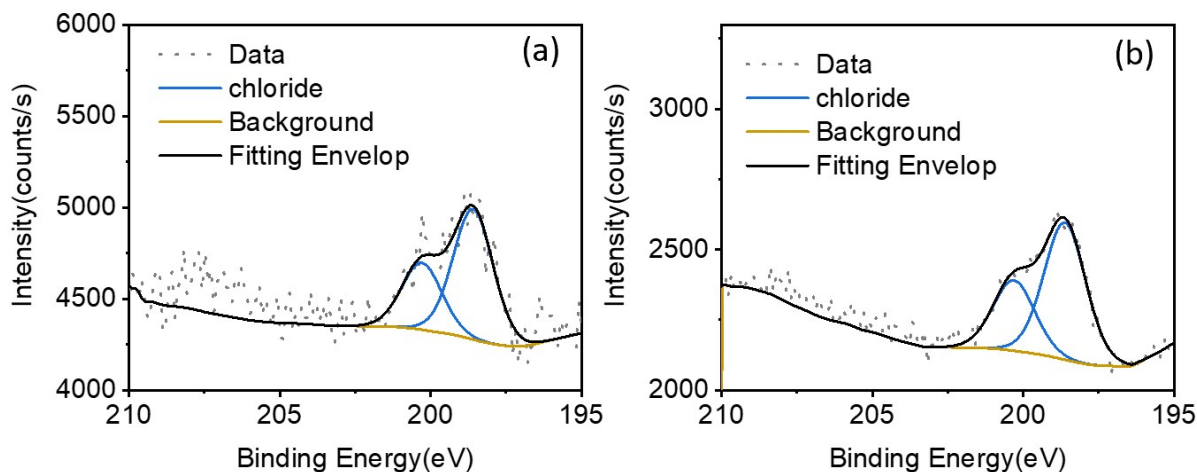 (a)
Data
chloride
Background
Fitting Envelop
6000
5500
5000
4500
4000
Intensity(counts/s)
210
205
200
195
Binding Energy(eV)
(b)
Data
chloride
Background
Fitting Envelop
3000
2500
2000
Intensity(counts/s)
210
205
200
195
Binding Energy(eV)